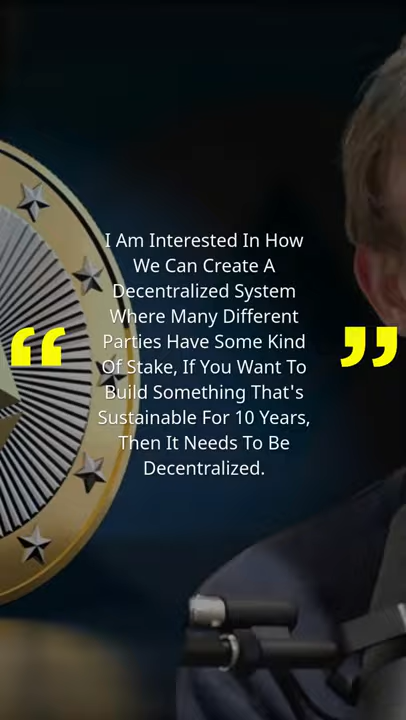 I Am Interested In How
We Can Create A
Decentralized System
Where Many Different
Parties Have Some Kind
“ Of Stake, If You Want To ”
Build Something That's
Sustainable For 10 Years,
Then It Needs To Be
Decentralized.